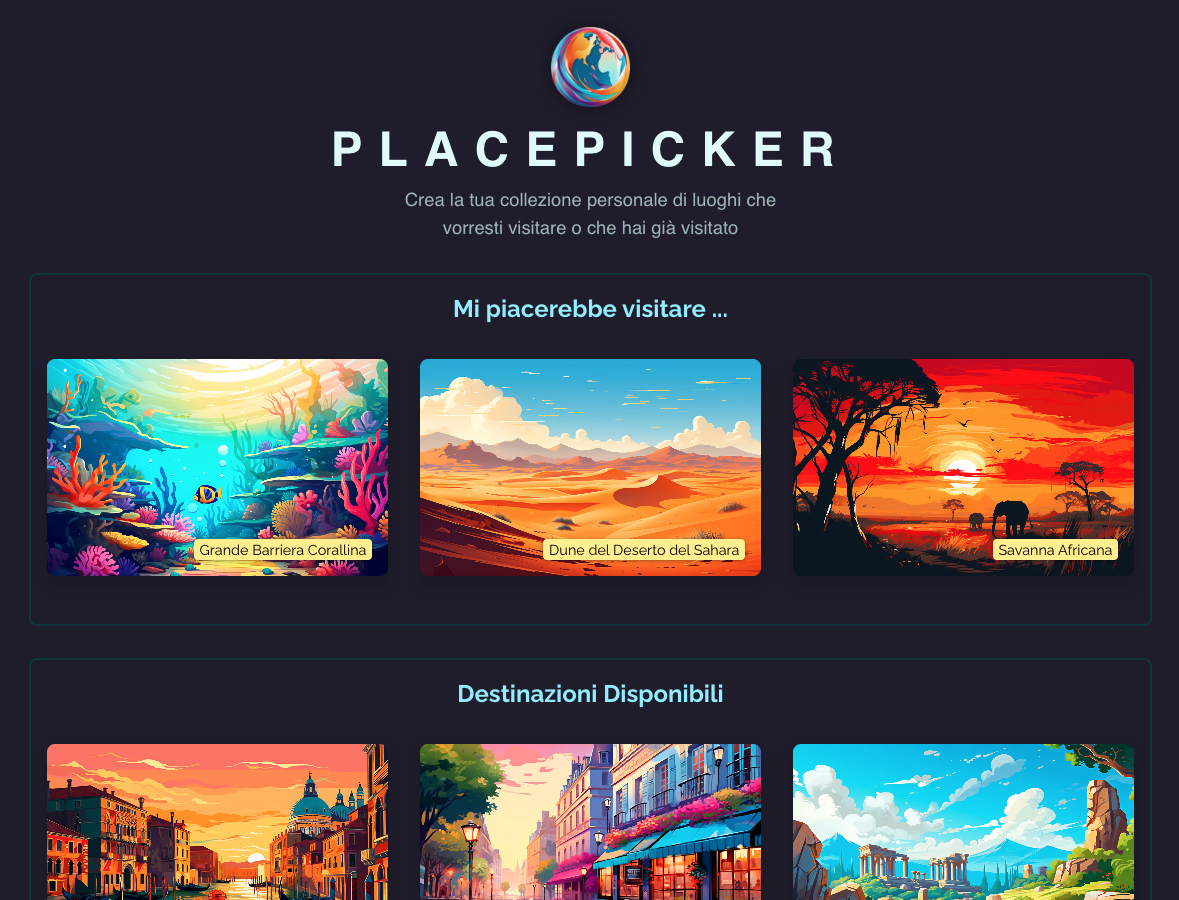 PLACEPICKER
Crea la tua collezione personale di luoghi che
vorresti visitare o che hai già visitato
Mi piacerebbe visitare ...
Grande Barriera Corallina
Dune del Deserto del Sahara
Savanna Africana
Destinazioni Disponibili